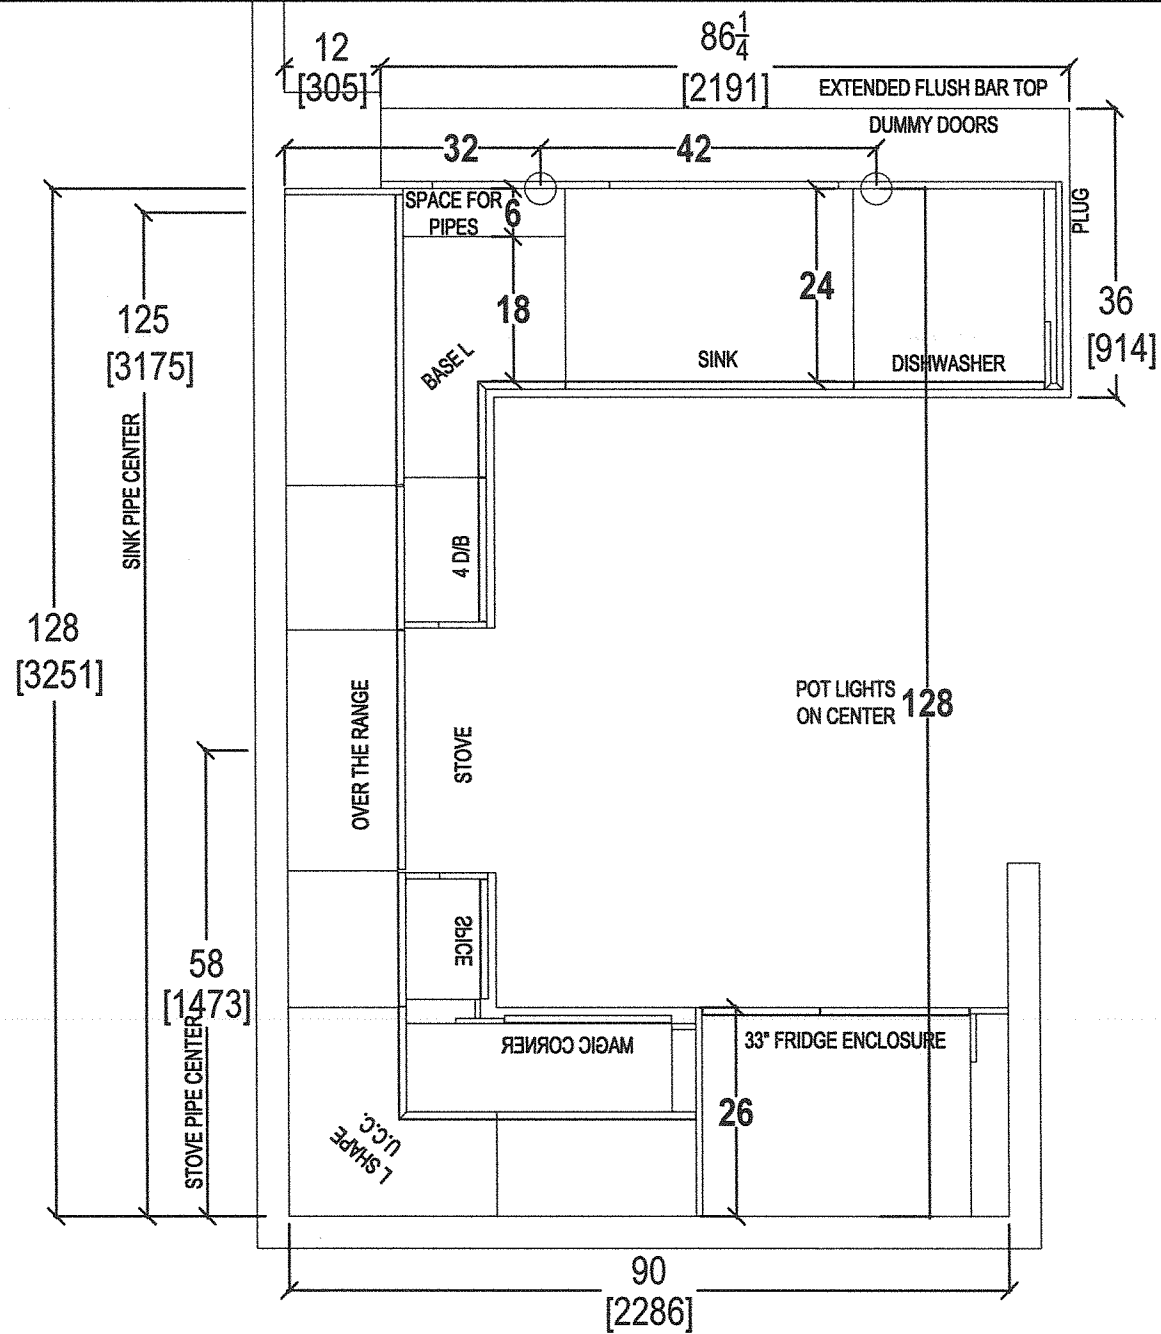 12
[305]
86 1/4
[2191]
EXTENDED FLUSH BAR TOP
DUMMY DOORS
32
42
SPACE FOR
PIPES
6
PLUG
18
24
36
[914]
125
[3175]
BASE L
SINK
DISHWASHER
SINK PIPE CENTER
4 D/B
128
[3251]
OVER THE RANGE
STOVE
POT LIGHTS
ON CENTER
128
SPICE
58
[1473]
STOVE PIPE CENTER
MAGIC CORNER
33" FRIDGE ENCLOSURE
26
L SHAPE
U.C.C.
90
[2286]